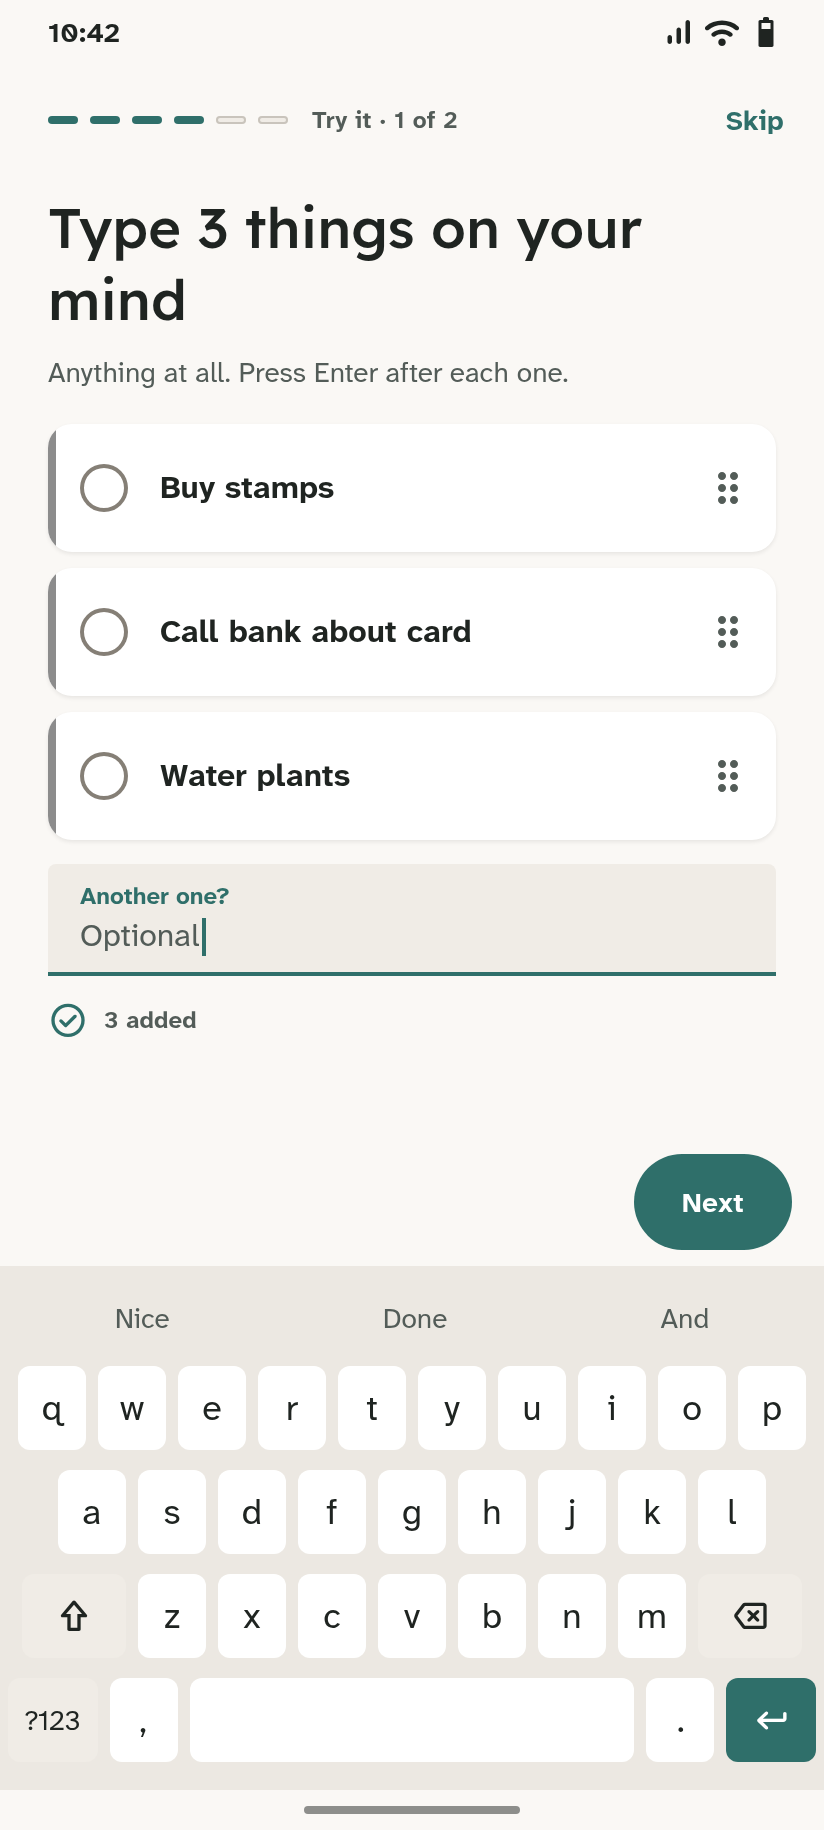 10:42
Try it · 1 of 2
Skip
Type 3 things on your
mind
Anything at all. Press Enter after each one.
Buy stamps
Call bank about card
Water plants
Another one?
Optional
3 added
Next
Nice Done And
q w e r t y u i o p
a s d f g h j k l
z x c v b n m
?123 , .